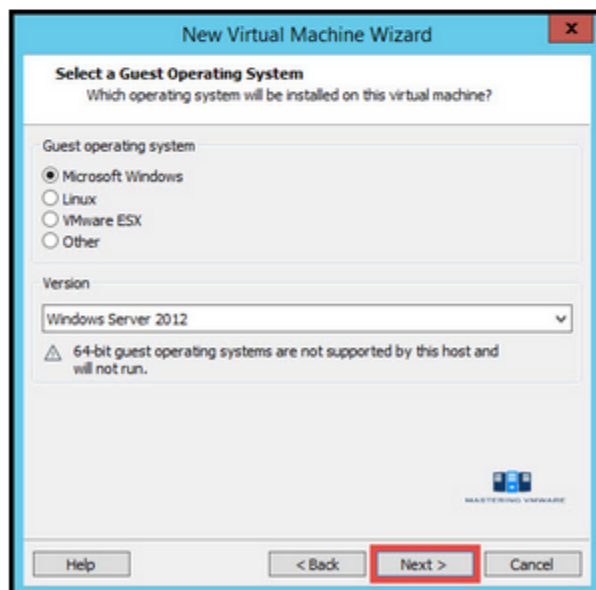 New Virtual Machine Wizard
x
Select a Guest Operating System
Which operating system will be installed on this virtual machine?
Guest operating system
Microsoft Windows
Linux
VMware ESX
Other
Version
Windows Server 2012
64-bit guest operating systems are not supported by this host and
will not run.
MASTERING VMWARE
Help
< Back
Next >
Cancel